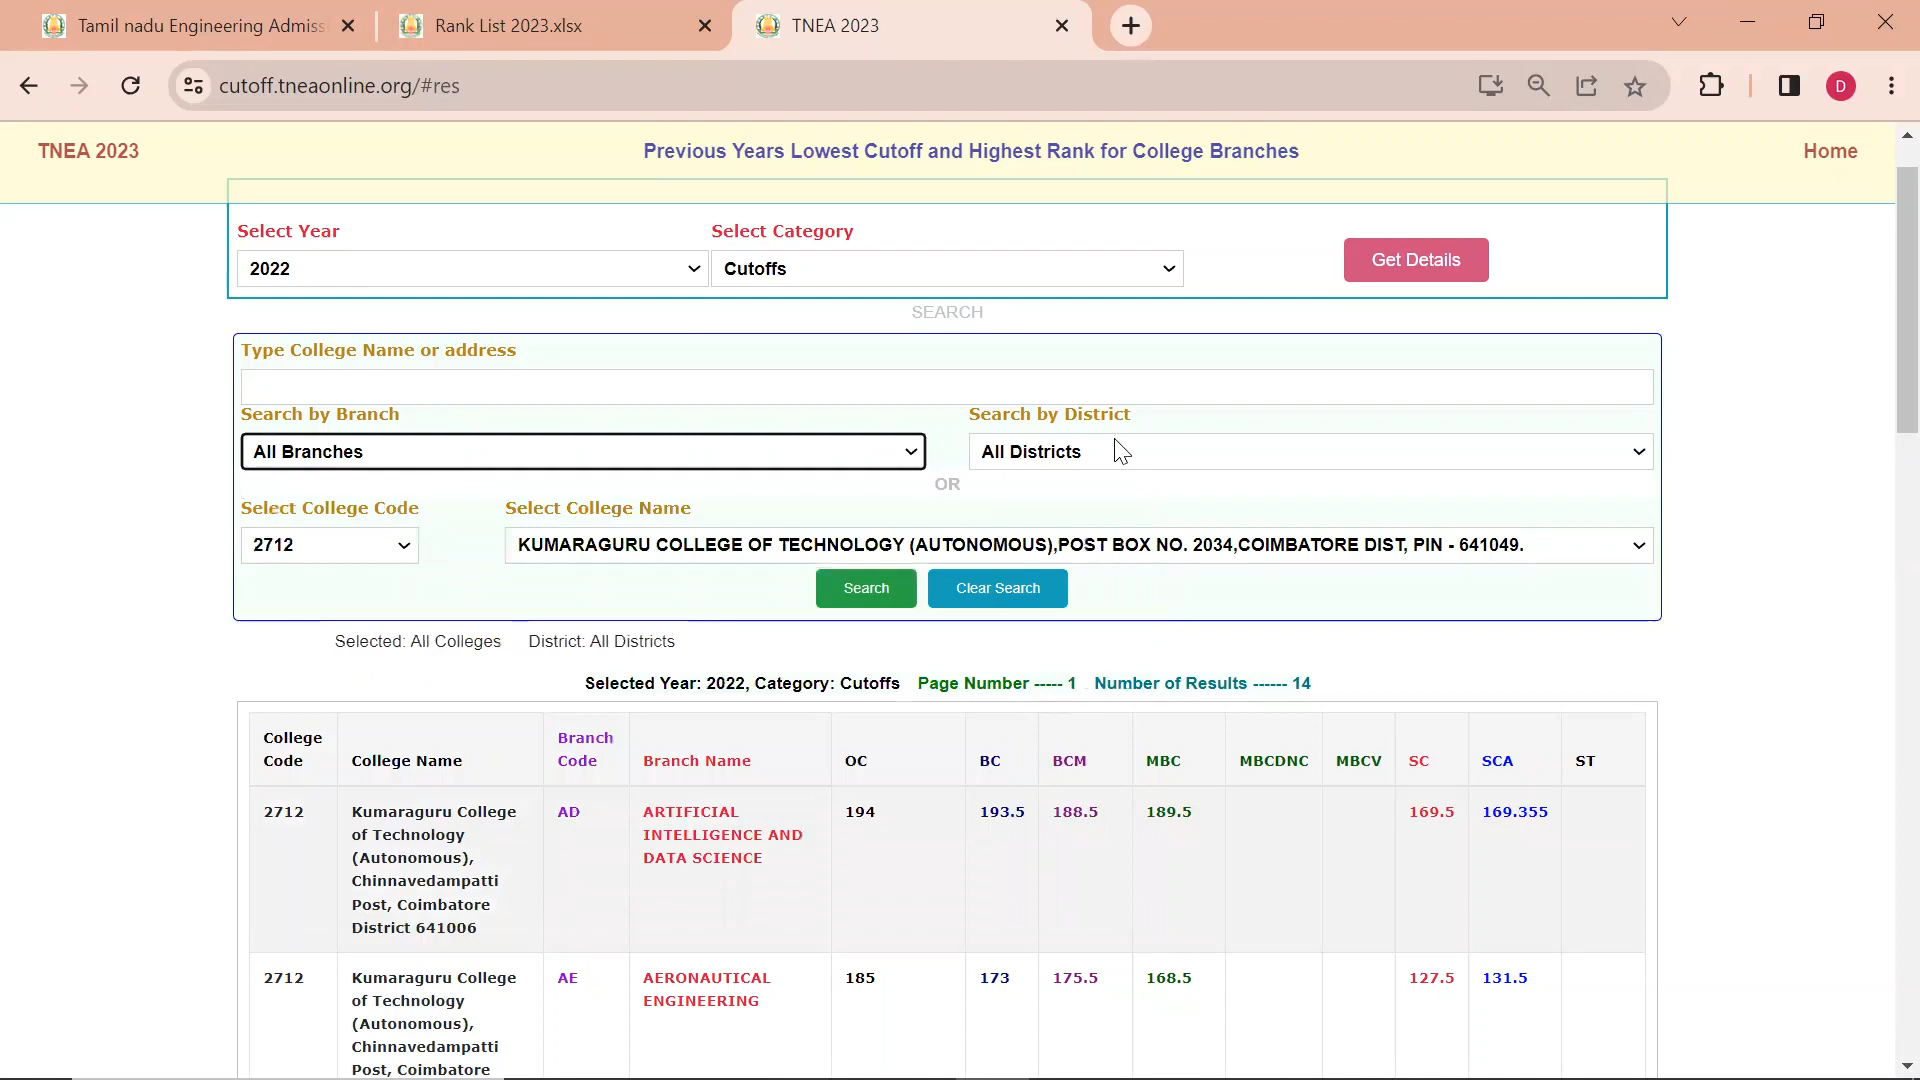 Tamil nadu Engineering Admiss
Rank List 2023.xlsx
TNEA 2023
cutoff.tneaonline.org/#res
D
TNEA 2023
Previous Years Lowest Cutoff and Highest Rank for College Branches
Home
Select Year
Select Category
2022
Cutoffs
Get Details
SEARCH
Type College Name or address
Search by Branch
Search by District
All Branches
All Districts
OR
Select College Code
Select College Name
2712
KUMARAGURU COLLEGE OF TECHNOLOGY (AUTONOMOUS),POST BOX NO. 2034,COIMBATORE DIST, PIN - 641049.
Search
Clear Search
Selected: All Colleges District: All Districts
Selected Year: 2022, Category: Cutoffs Page Number ----- 1 Number of Results ------ 14
College Code
College Name
Branch Code
Branch Name
OC
BC
BCM
MBC
MBCDNC
MBCV
SC
SCA
ST
2712
Kumaraguru College
of Technology
(Autonomous),
Chinnavedampatti
Post, Coimbatore
District 641006
AD
ARTIFICIAL
INTELLIGENCE AND
DATA SCIENCE
194
193.5
188.5
189.5
169.5
169.355
2712
Kumaraguru College
of Technology
(Autonomous),
Chinnavedampatti
Post, Coimbatore
AE
AERONAUTICAL
ENGINEERING
185
173
175.5
168.5
127.5
131.5